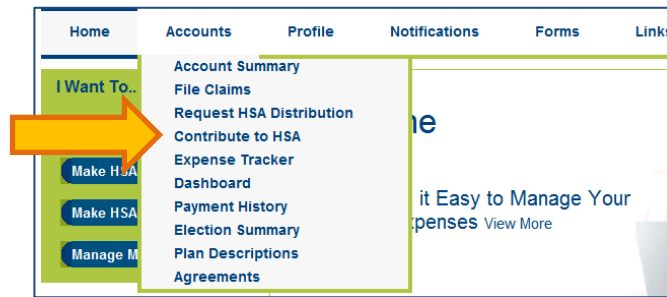 Home Accounts Profile Notifications Forms Links
I Want To..
Account Summary
File Claims
Request HSA Distribution
Contribute to HSA
Expense Tracker
Dashboard
Payment History
Election Summary
Plan Descriptions
Agreements
Make HSA
Make HSA
Manage M
ne
it Easy to Manage Your
xpenses View More